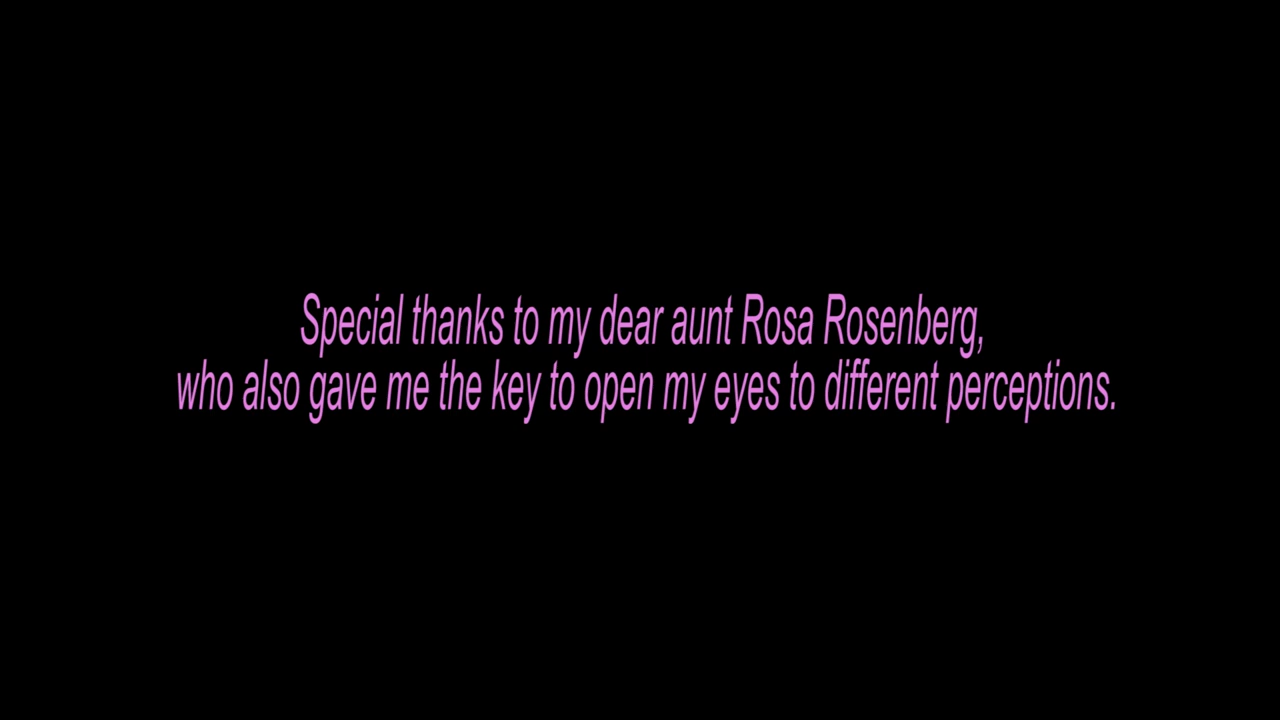 Special thanks to my dear aunt Rosa Rosenberg,
who also gave me the key to open my eyes to different perceptions.